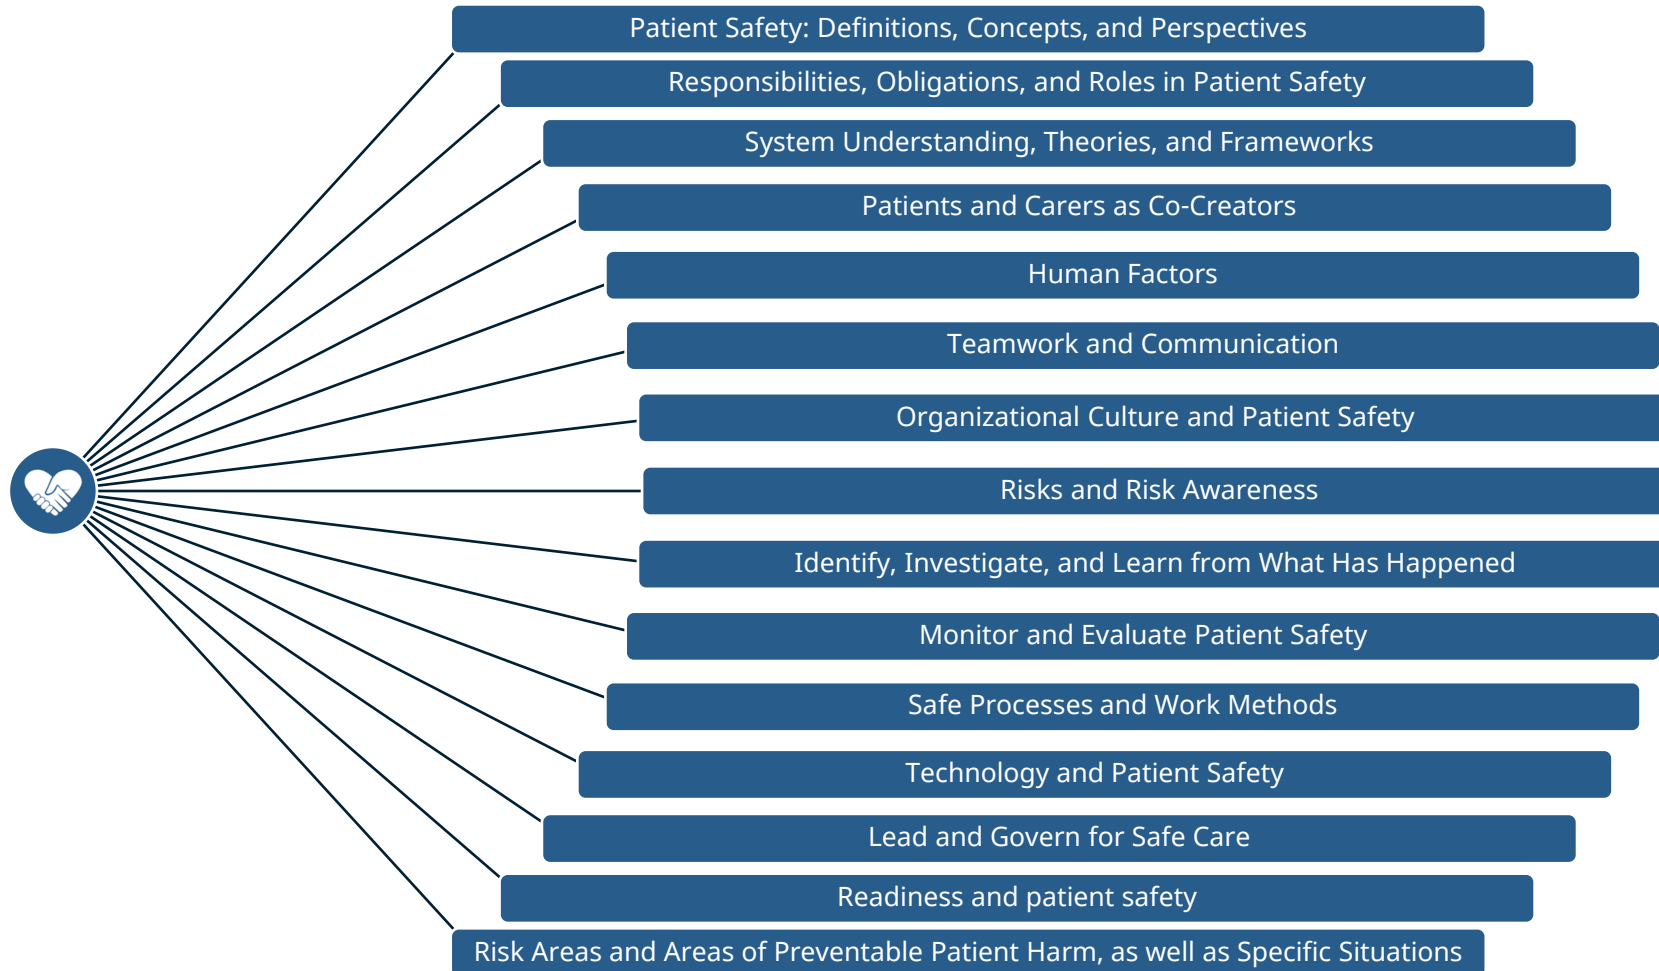 Patient Safety: Definitions, Concepts, and Perspectives
Responsibilities, Obligations, and Roles in Patient Safety
System Understanding, Theories, and Frameworks
Patients and Carers as Co-Creators
Human Factors
Teamwork and Communication
Organizational Culture and Patient Safety
Risks and Risk Awareness
Identify, Investigate, and Learn from What Has Happened
Monitor and Evaluate Patient Safety
Safe Processes and Work Methods
Technology and Patient Safety
Lead and Govern for Safe Care
Readiness and patient safety
Risk Areas and Areas of Preventable Patient Harm, as well as Specific Situations